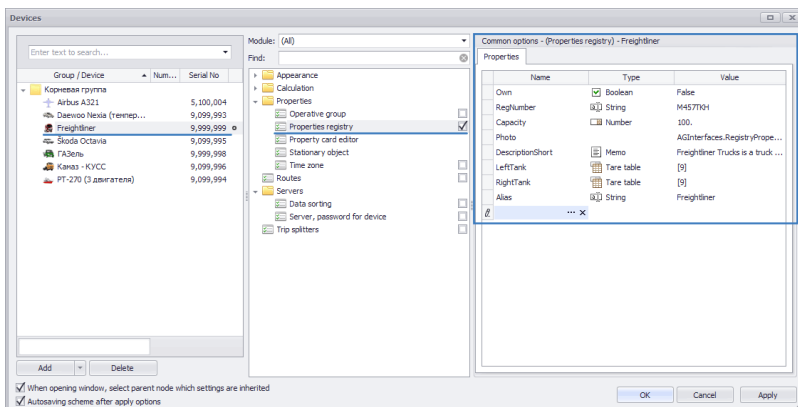 Devices
Enter text to search...
Group / Device Num... Serial No
Корневая группа
Airbus A321 5,100,004
Daewoo Nexia (темпер... 9,099,993
Freightliner 9,999,999
Škoda Octavia 9,099,995
ГАЗель 9,999,998
Камаз - КУСС 9,099,996
РТ-270 (3 двигателя) 9,099,994
Add Delete
When opening window, select parent node which settings are inherited
Autosaving scheme after apply options
Module: (All)
Find:
Appearance
Calculation
Properties
Operative group
Properties registry
Property card editor
Stationary object
Time zone
Routes
Servers
Data sorting
Server, password for device
Trip splitters
Common options - (Properties registry) - Freightliner
Properties
Name Type Value
Own Boolean False
RegNumber String M457TKH
Capacity Number 100.
Photo AGInterfaces.RegistryPrope...
DescriptionShort Memo Freightliner Trucks is a truck ...
LeftTank Tare table [9]
RightTank Tare table [9]
Alias String Freightliner
OK Cancel Apply